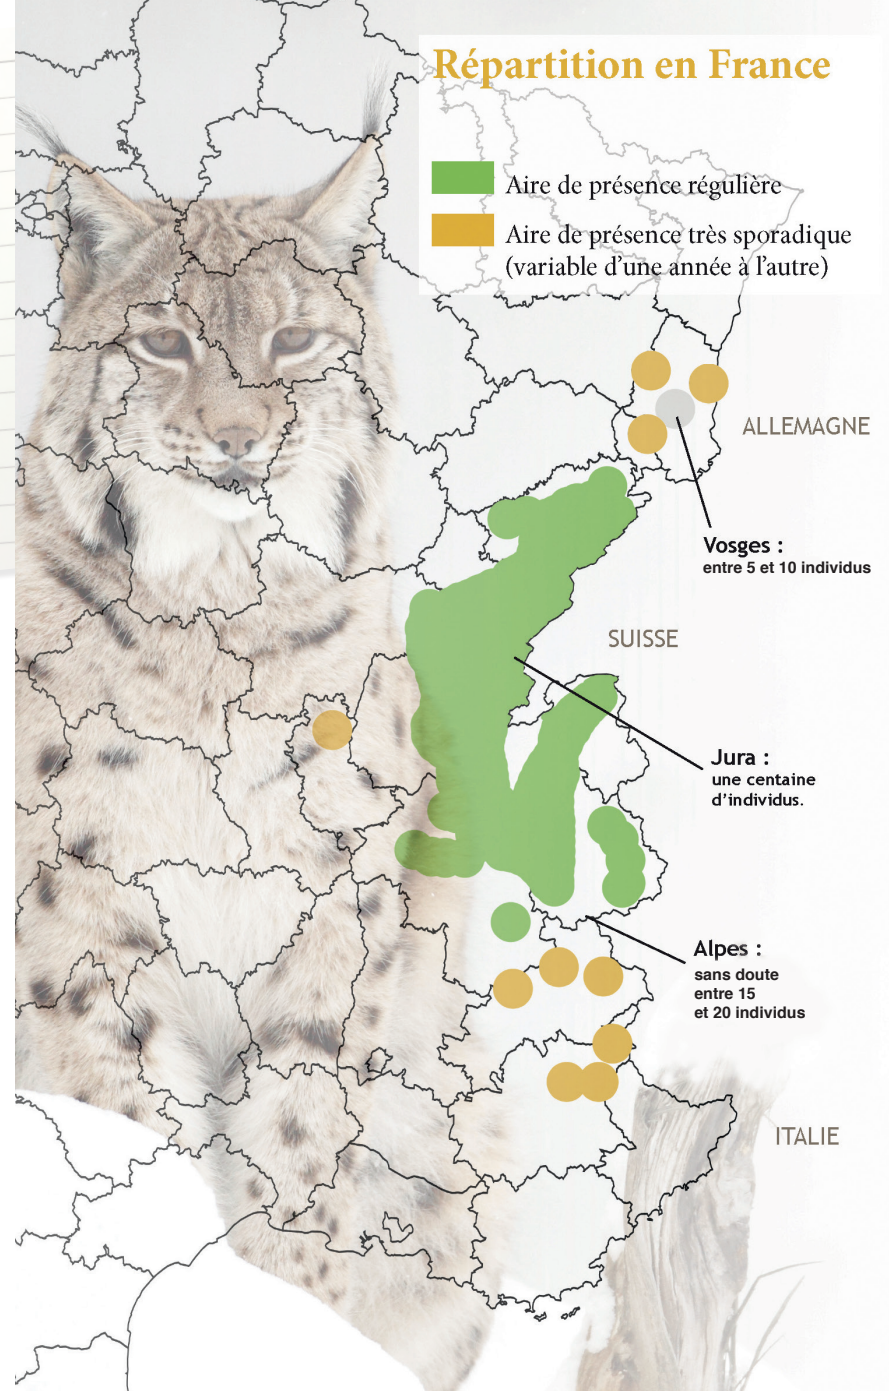 Répartition en France
Aire de présence régulière
Aire de présence très sporadique
(variable d'une année à l'autre)
ALLEMAGNE
Vosges :
entre 5 et 10 individus
SUISSE
Jura :
une centaine
d'individus.
Alpes :
sans doute
entre 15
et 20 individus
ITALIE